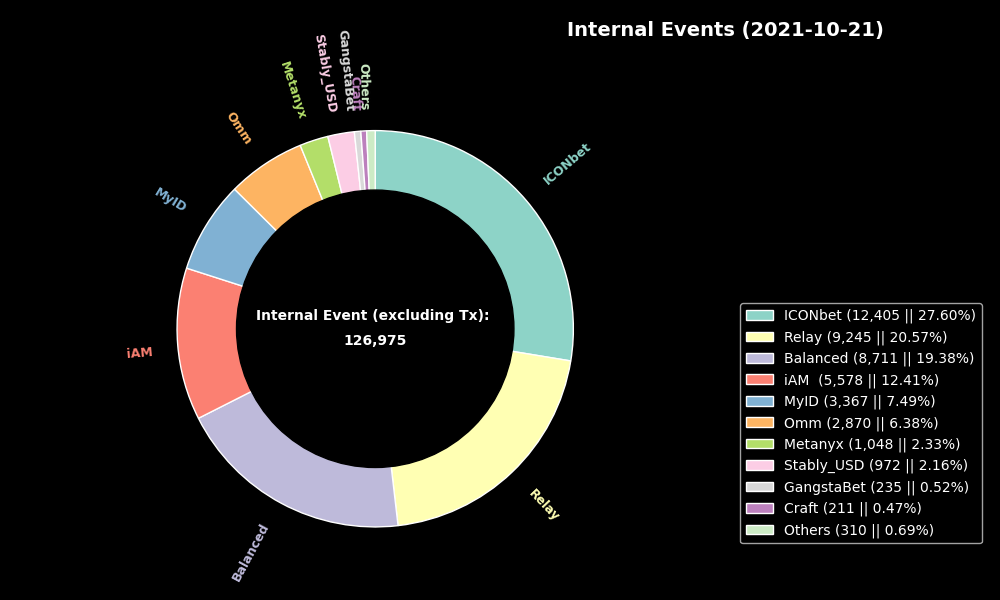 Internal Events (2021-10-21)
Others
GangstaBet
Craft
Stably_USD
Metanyx
Omm
ICONbet
MyID
Internal Event (excluding Tx):
126,975
iAM
Relay
Balanced
ICONbet (12,405 || 27.60%)
Relay (9,245 || 20.57%)
Balanced (8,711 || 19.38%)
iAM  (5,578 || 12.41%)
MyID (3,367 || 7.49%)
Omm (2,870 || 6.38%)
Metanyx (1,048 || 2.33%)
Stably_USD (972 || 2.16%)
GangstaBet (235 || 0.52%)
Craft (211 || 0.47%)
Others (310 || 0.69%)